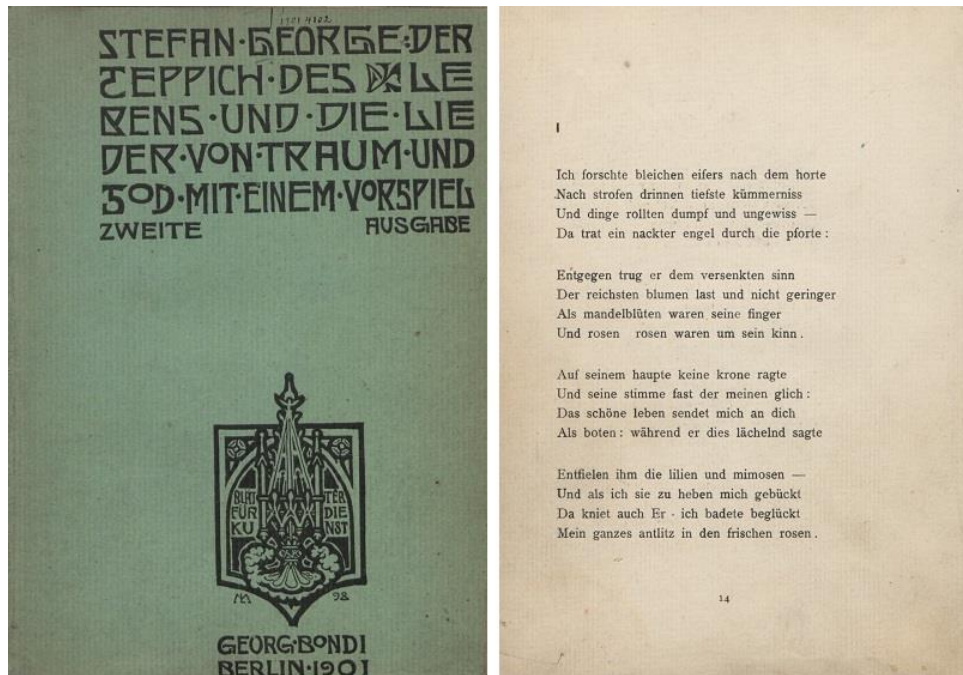 1901/4202
STEFAN·GEORGE·DER
TEPPICH·DES LE
BENS·UND·DIE·LIE
DER·VON·TRAUM·UND
TOD·MIT·EINEM·VORSPIEL
ZWEITE AUSGABE
BLÄTTER
FÜR DIE
KUNST
98
GEORG·BONDI
BERLIN·1901
I
Ich forschte bleichen eifers nach dem horte
Nach strofen drinnen tiefste kümmerniss
Und dinge rollten dumpf und ungewiss —
Da trat ein nackter engel durch die pforte :
Entgegen trug er dem versenkten sinn
Der reichsten blumen last und nicht geringer
Als mandelblüten waren seine finger
Und rosen rosen waren um sein kinn .
Auf seinem haupte keine krone ragte
Und seine stimme fast der meinen glich :
Das schöne leben sendet mich an dich
Als boten : während er dies lächelnd sagte
Entfielen ihm die lilien und mimosen —
Und als ich sie zu heben mich gebückt
Da kniet auch Er · ich badete beglückt
Mein ganzes antlitz in den frischen rosen .
14